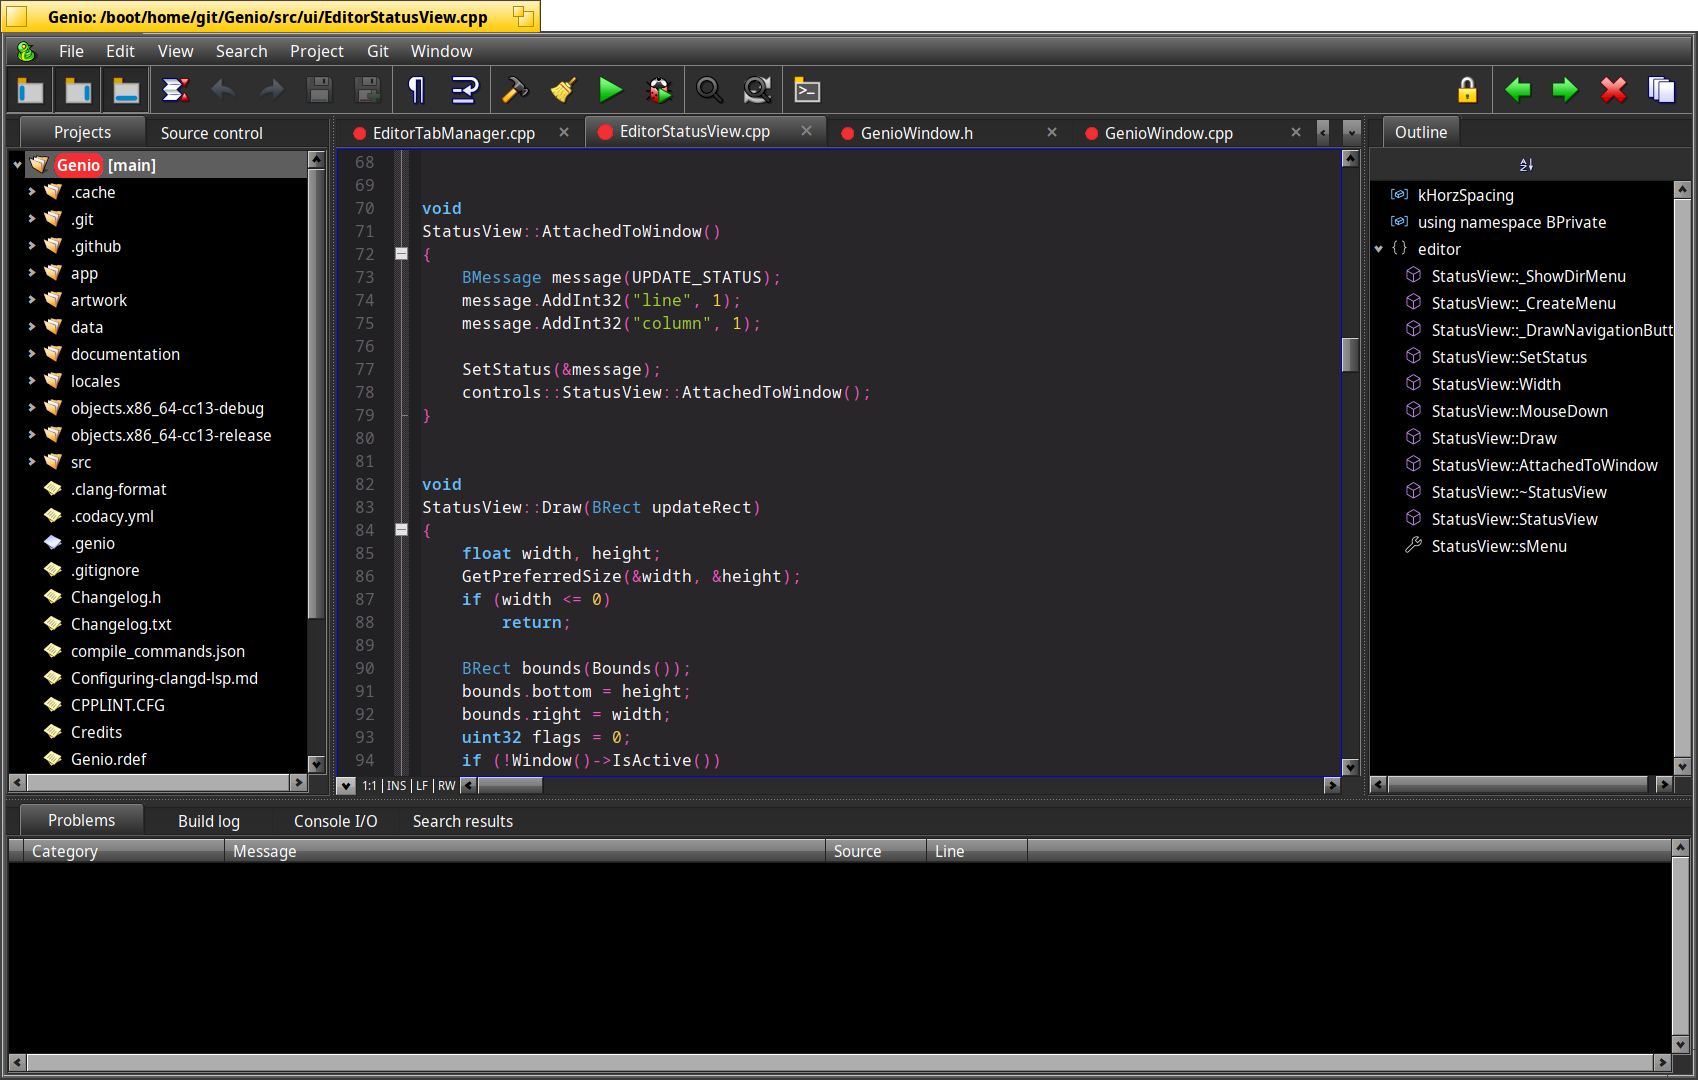 Genio: /boot/home/git/Genio/src/ui/EditorStatusView.cpp
File Edit View Search Project Git Window
Projects Source control
Genio [main]
.cache
.git
.github
app
artwork
data
documentation
locales
objects.x86_64-cc13-debug
objects.x86_64-cc13-release
src
.clang-format
.codacy.yml
.genio
.gitignore
Changelog.h
Changelog.txt
compile_commands.json
Configuring-clangd-lsp.md
CPPLINT.CFG
Credits
Genio.rdef
EditorTabManager.cpp EditorStatusView.cpp GenioWindow.h GenioWindow.cpp
68
69
70 void
71 StatusView::AttachedToWindow()
72 {
73 BMessage message(UPDATE_STATUS);
74 message.AddInt32("line", 1);
75 message.AddInt32("column", 1);
76
77 SetStatus(&message);
78 controls::StatusView::AttachedToWindow();
79 }
80
81
82 void
83 StatusView::Draw(BRect updateRect)
84 {
85 float width, height;
86 GetPreferredSize(&width, &height);
87 if (width <= 0)
88 return;
89
90 BRect bounds(Bounds());
91 bounds.bottom = height;
92 bounds.right = width;
93 uint32 flags = 0;
94 if (!Window()->IsActive())
1:1 | INS | LF | RW
Outline
kHorzSpacing
using namespace BPrivate
{} editor
StatusView::_ShowDirMenu
StatusView::_CreateMenu
StatusView::_DrawNavigationButt
StatusView::SetStatus
StatusView::Width
StatusView::MouseDown
StatusView::Draw
StatusView::AttachedToWindow
StatusView::~StatusView
StatusView::StatusView
StatusView::sMenu
Problems Build log Console I/O Search results
Category Message Source Line